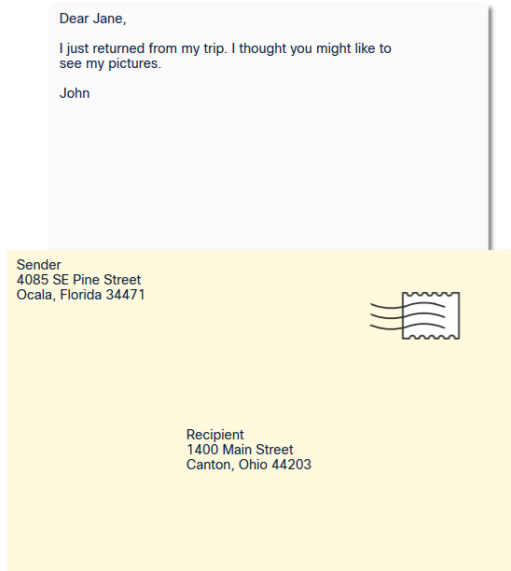 Dear Jane,
I just returned from my trip. I thought you might like to
see my pictures.
John
Sender
4085 SE Pine Street
Ocala, Florida 34471
Recipient
1400 Main Street
Canton, Ohio 44203